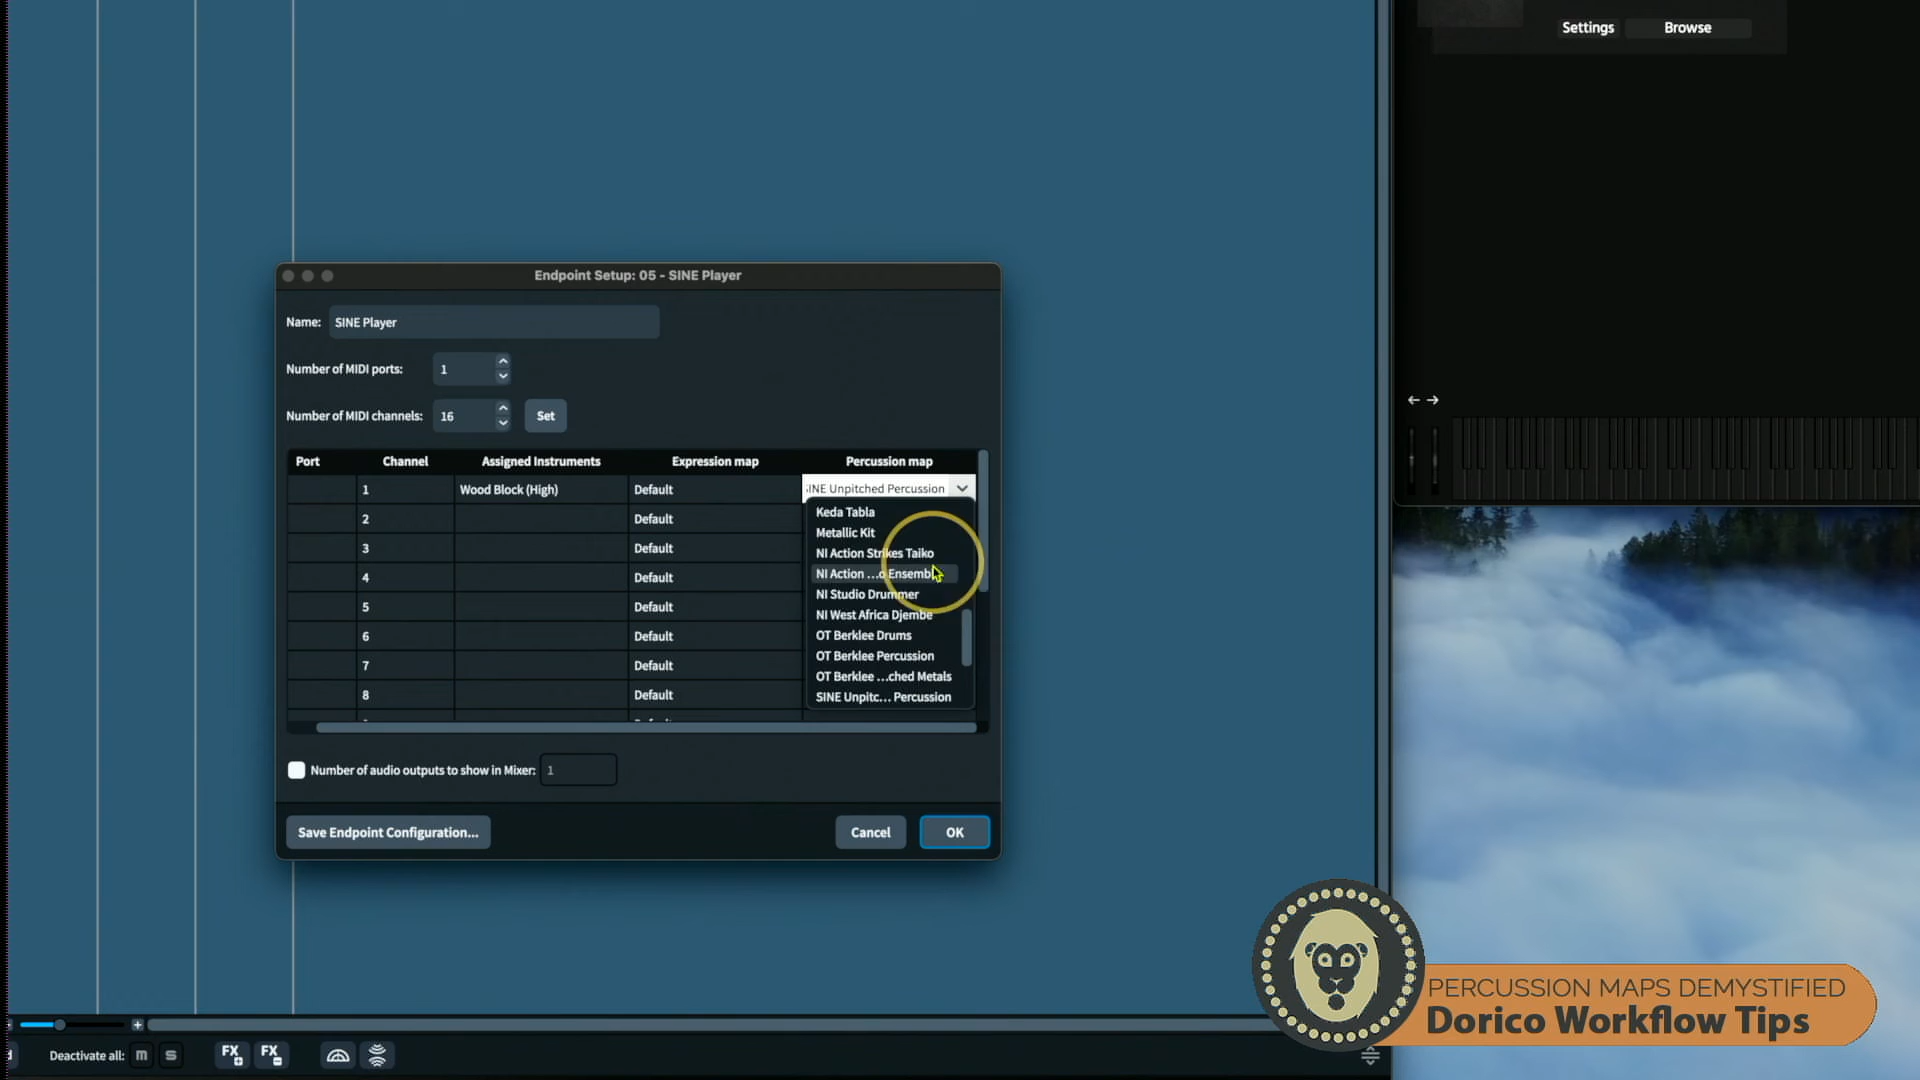 Settings
Browse
Endpoint Setup: 05 - SINE Player
Name: SINE Player
Number of MIDI ports: 1
Number of MIDI channels: 16 Set
Port Channel Assigned Instruments Expression map Percussion map
1 Wood Block (High) Default INE Unpitched Percussion
2 Default
3 Default
4 Default
5 Default
6 Default
7 Default
8 Default
Keda Tabla
Metallic Kit
NI Action Strikes Taiko
NI Action ...o Ensemb
NI Studio Drummer
NI West Africa Djembe
OT Berklee Drums
OT Berklee Percussion
OT Berklee ...ched Metals
SINE Unpitc... Percussion
Number of audio outputs to show in Mixer: 1
Save Endpoint Configuration... Cancel OK
Deactivate all: M S FX FX
PERCUSSION MAPS DEMYSTIFIED
Dorico Workflow Tips